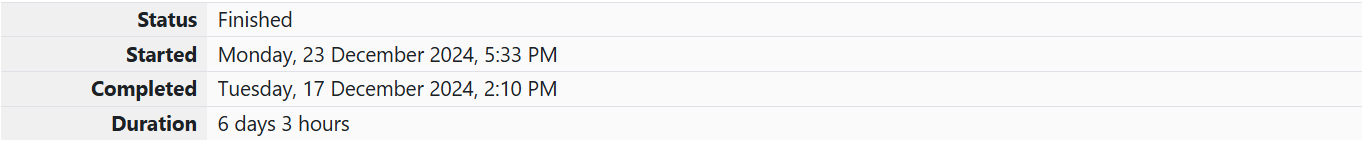 Status Finished
Started Monday, 23 December 2024, 5:33 PM
Completed Tuesday, 17 December 2024, 2:10 PM
Duration 6 days 3 hours